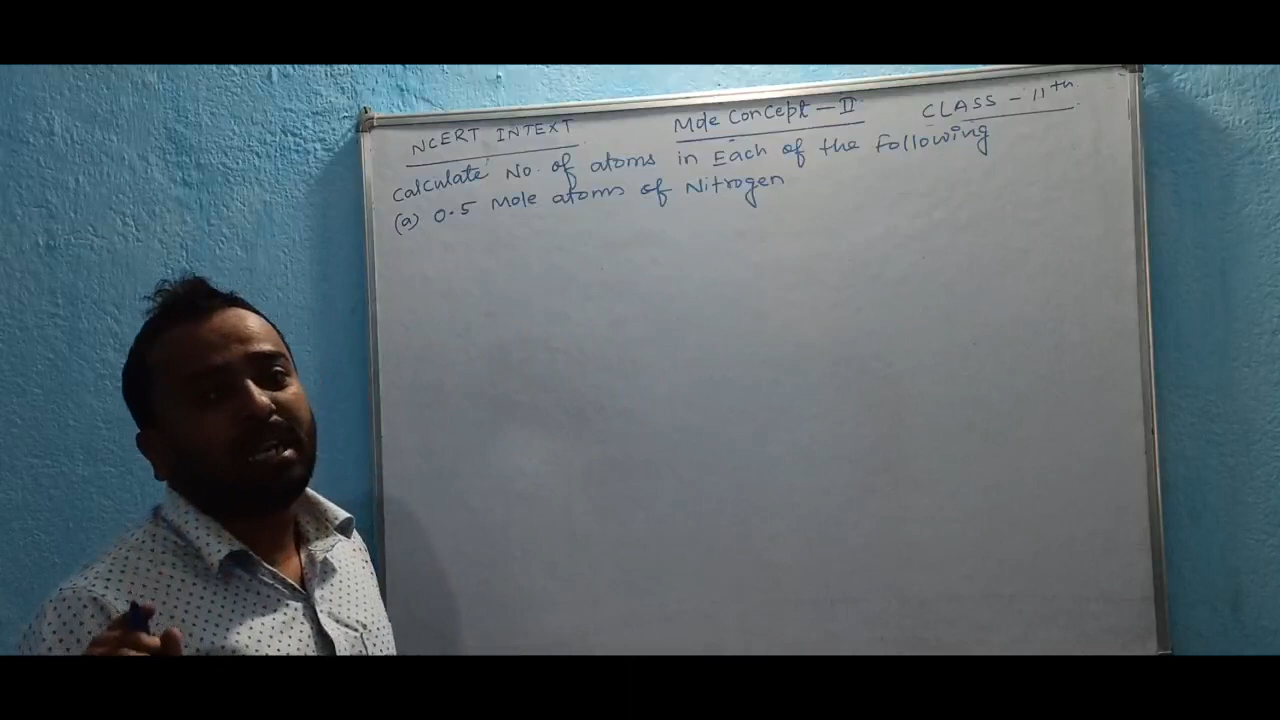 NCERT INTEXT Mole Concept - II CLASS - 11th
Calculate No. of atoms in Each of the Following
(a) 0.5 Mole atoms of Nitrogen